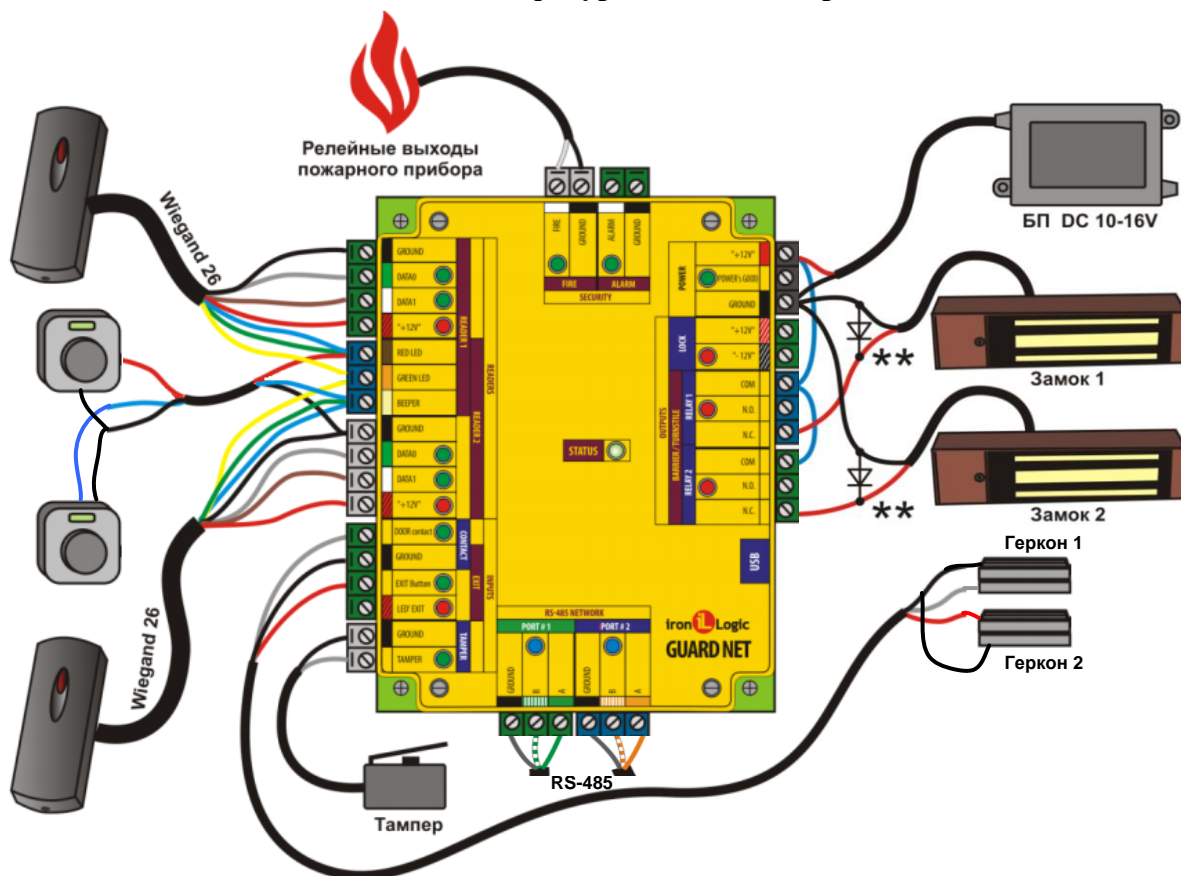 Релейные выходы
пожарного прибора
Wiegand 26
Wiegand 26
Тампер
FIRE
GROUND
ALARM
GROUND
FIRE
ALARM
SECURITY
GROUND
DATA0
DATA1
"+12V"
RED LED
GREEN LED
BEEPER
GROUND
DATA0
DATA1
"+12V"
DOOR contact
GROUND
EXIT Button
LED' EXIT
GROUND
TAMPER
READER 1
READER 2
READERS
CONTACT
EXIT
INPUTS
TAMPER
STATUS
POWER
"+12V"
POWER's GOOD
GROUND
LOCK
"+12V"
"-12V"
OUTPUTS
BARRIER / TURNSTILE
RELAY 1
COM
N.O.
N.C.
RELAY 2
COM
N.O.
N.C.
USB
iron Logic
GUARD NET
RS-485 NETWORK
PORT # 1
PORT # 2
GROUND
B
A
GROUND
B
A
RS-485
БП DC 10-16V
**
Замок 1
**
Замок 2
Геркон 1
Геркон 2